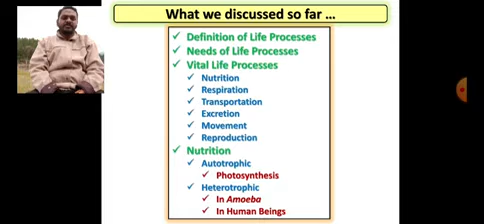 What we discussed so far ...
✓ Definition of Life Processes
✓ Needs of Life Processes
✓ Vital Life Processes
✓ Nutrition
✓ Respiration
✓ Transportation
✓ Excretion
✓ Movement
✓ Reproduction
✓ Nutrition
✓ Autotrophic
✓ Photosynthesis
✓ Heterotrophic
✓ In Amoeba
✓ In Human Beings